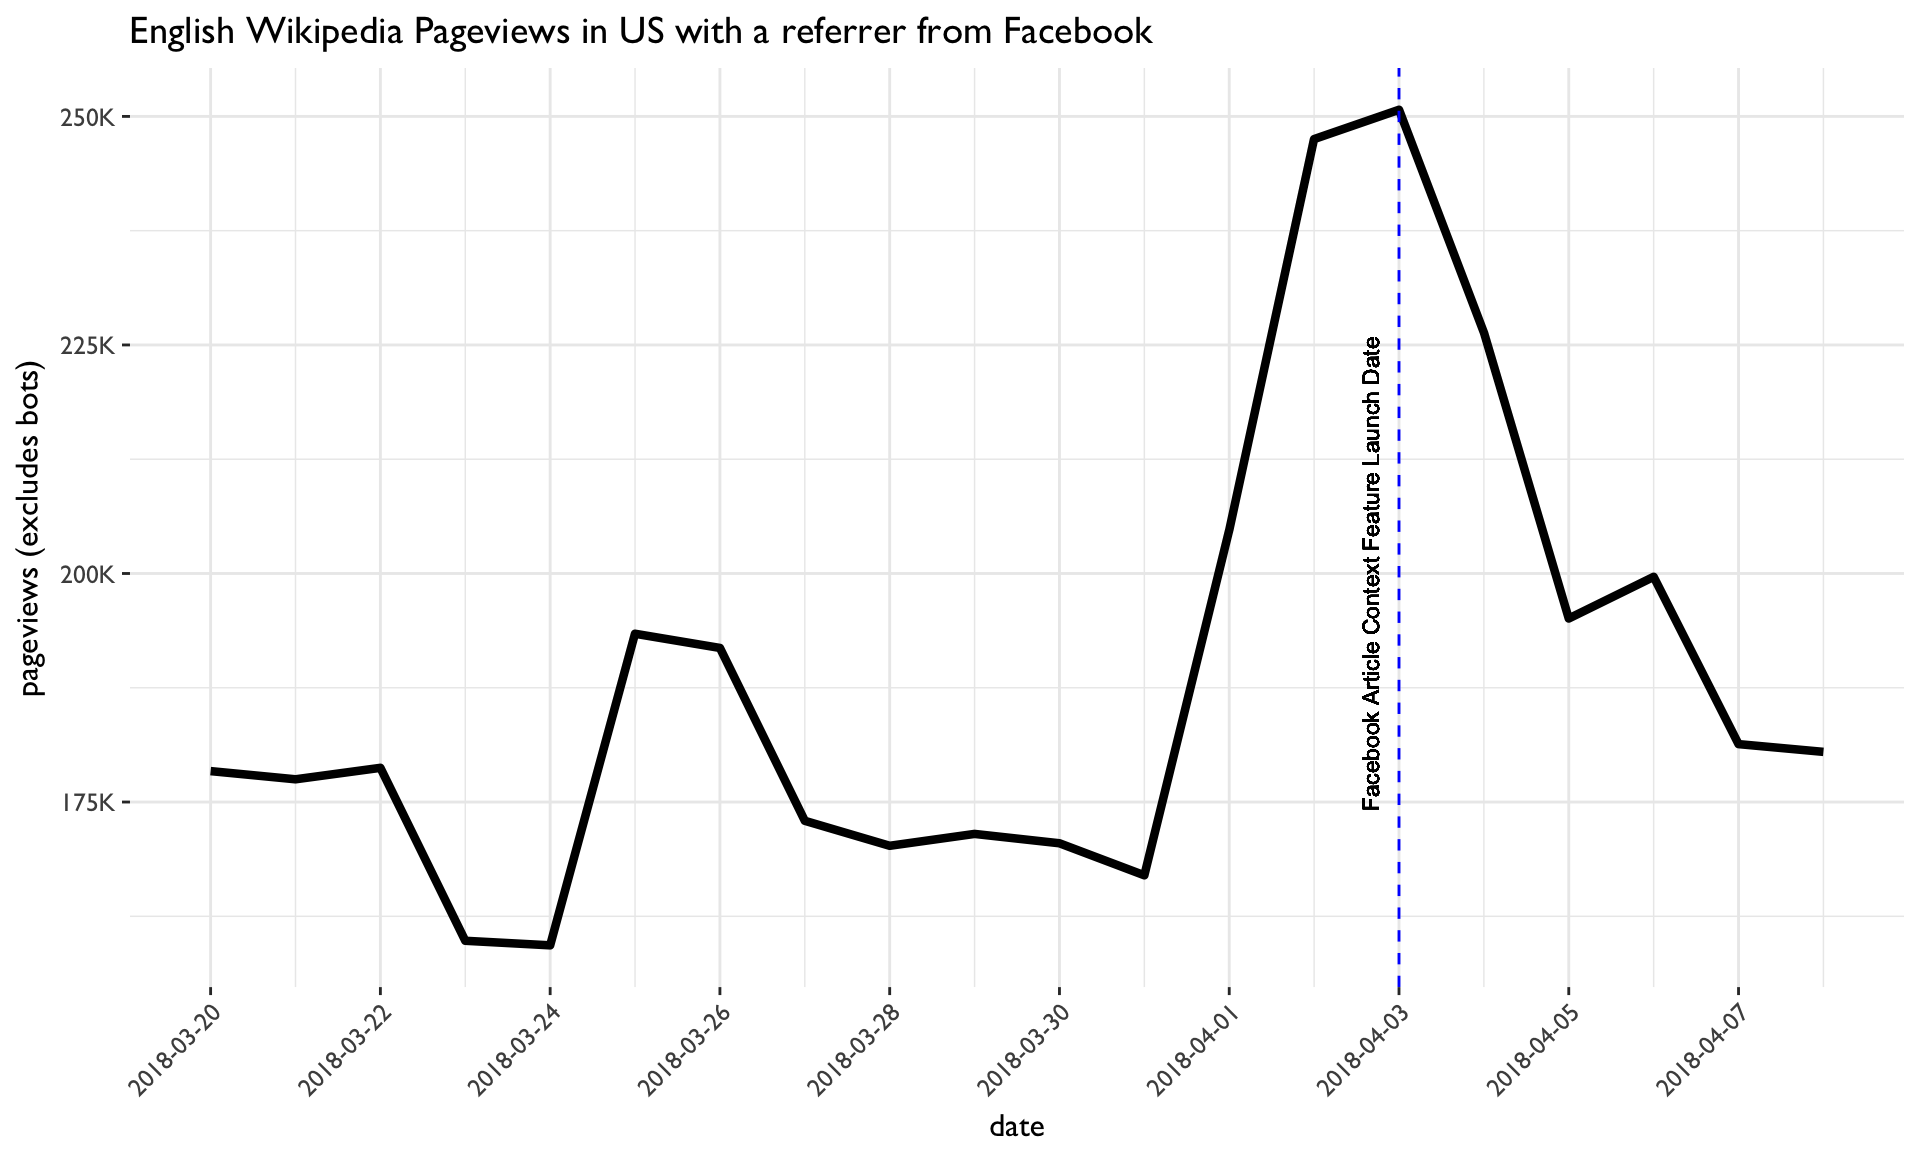 English Wikipedia Pageviews in US with a referrer from Facebook
250K
225K
200K
175K
pageviews (excludes bots)
Facebook Article Context Feature Launch Date
2018-03-20
2018-03-22
2018-03-24
2018-03-26
2018-03-28
2018-03-30
2018-04-01
2018-04-03
2018-04-05
2018-04-07
date